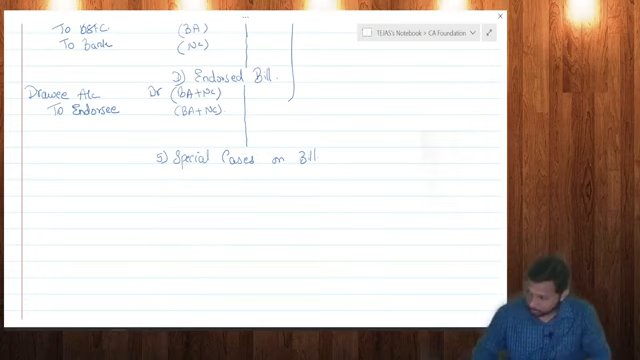 To BSTC. (BA)
To Bank (NC)
D) Endorsed Bill.
Drawee A/c Dr (BA+NC)
To Endorsee (BA+NC).
5) Special Cases on Bill
TEJAS's Notebook > CA Foundation